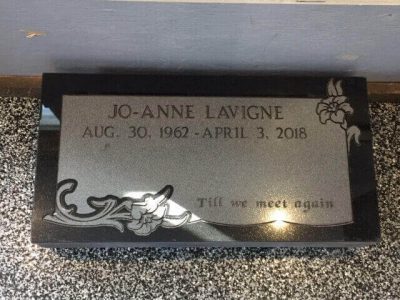 JO-ANNE LAVIGNE
AUG. 30, 1962 - APRIL 3, 2018
Till we meet again